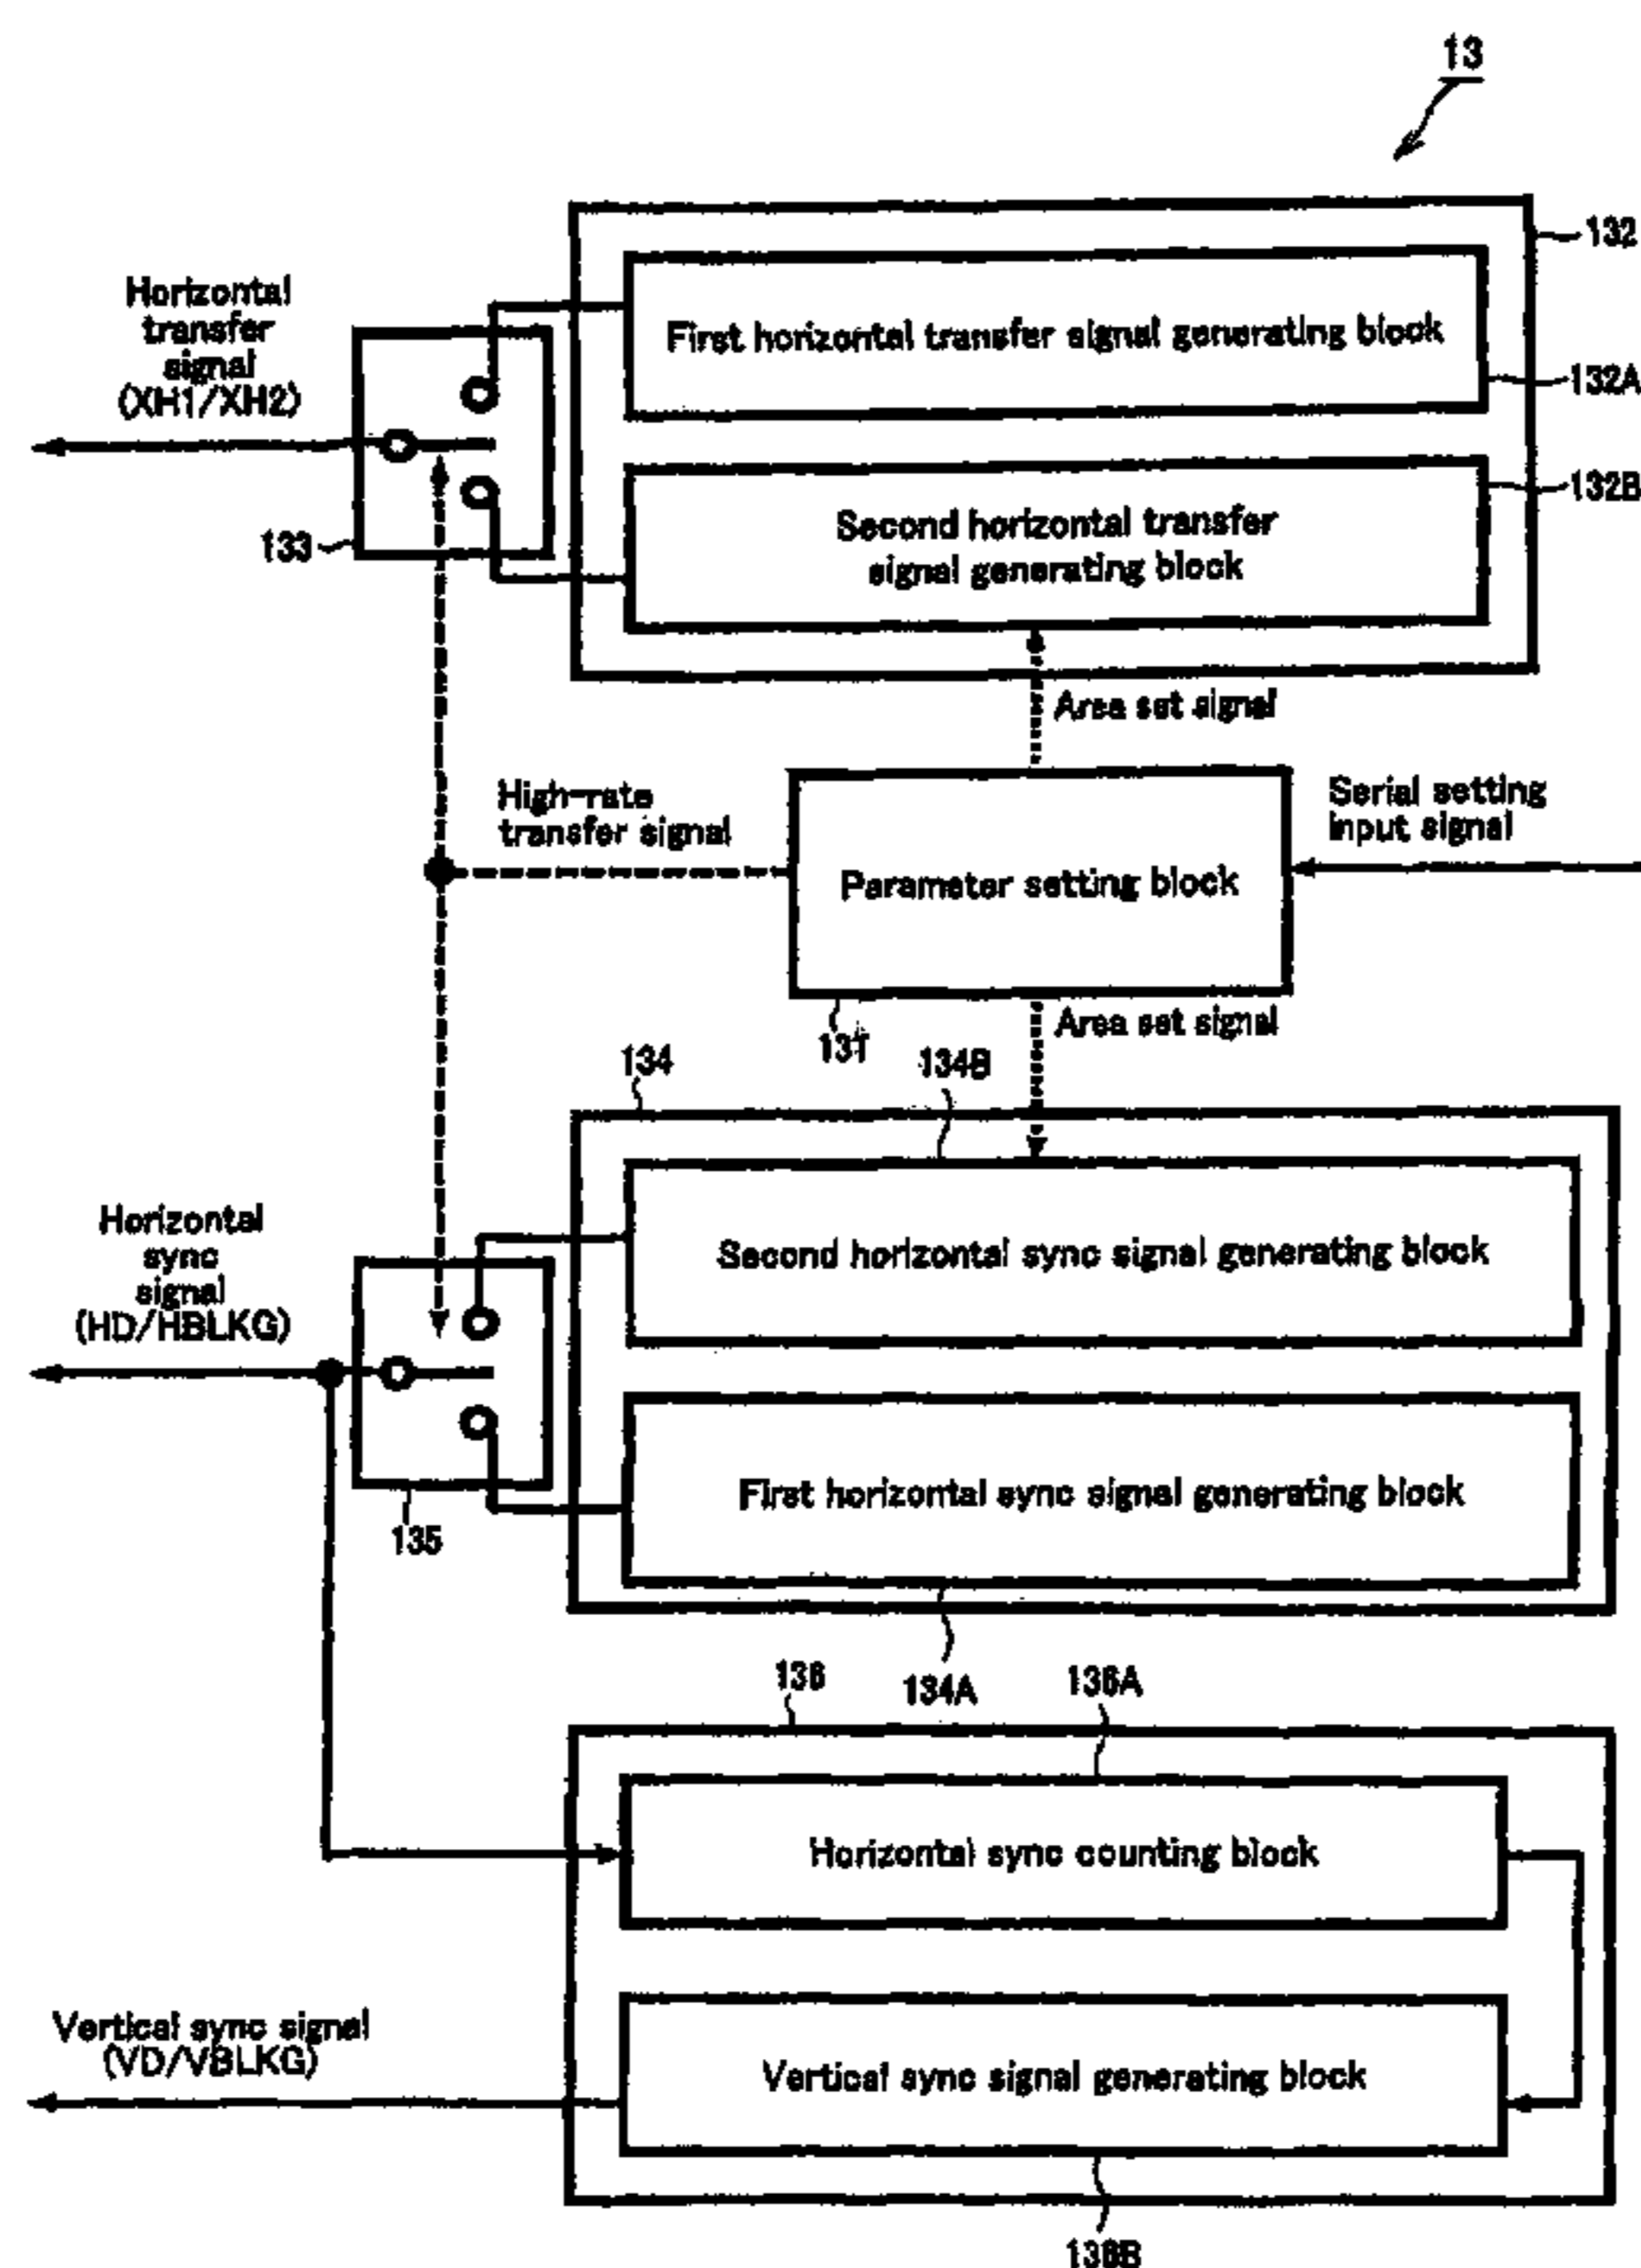 13
132
Horizontal
transfer
signal
(XH1/XH2)
First horizontal transfer signal generating block
132A
132B
Second horizontal transfer
signal generating block
133
Area set signal
High-rate
transfer signal
Serial setting
input signal
Parameter setting block
131
Area set signal
134
134B
Horizontal
sync
signal
(HD/HBLKG)
Second horizontal sync signal generating block
First horizontal sync signal generating block
135
134A
136
136A
Horizontal sync counting block
Vertical sync signal
(VD/VBLKG)
Vertical sync signal generating block
136B